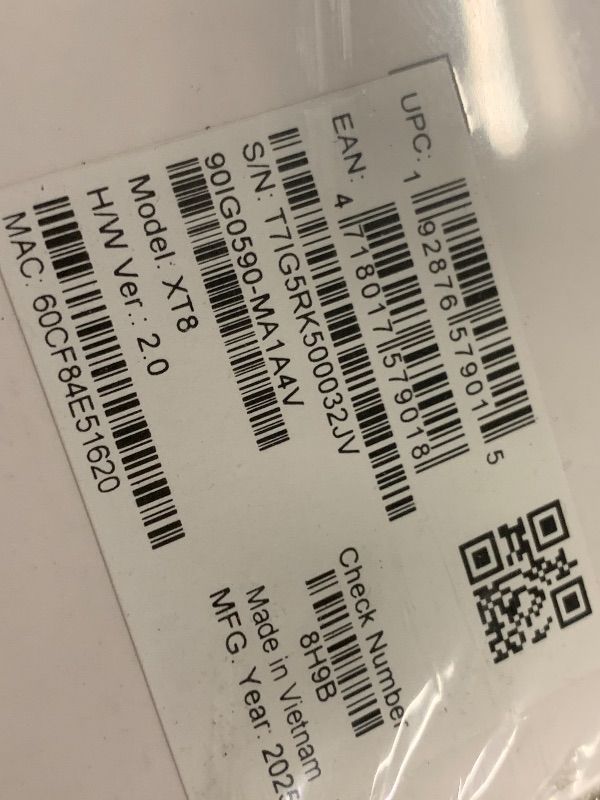 UPC: 1 92876 57901 5
EAN: 4 718017 579018
S/N: T7IG5RK500032JV
90IG0590-MA1A4V
Model: XT8
H/W Ver.: 2.0
MAC: 60CF84E51620
Check Number
8H9B
Made in Vietnam
MFG. Year: 2025